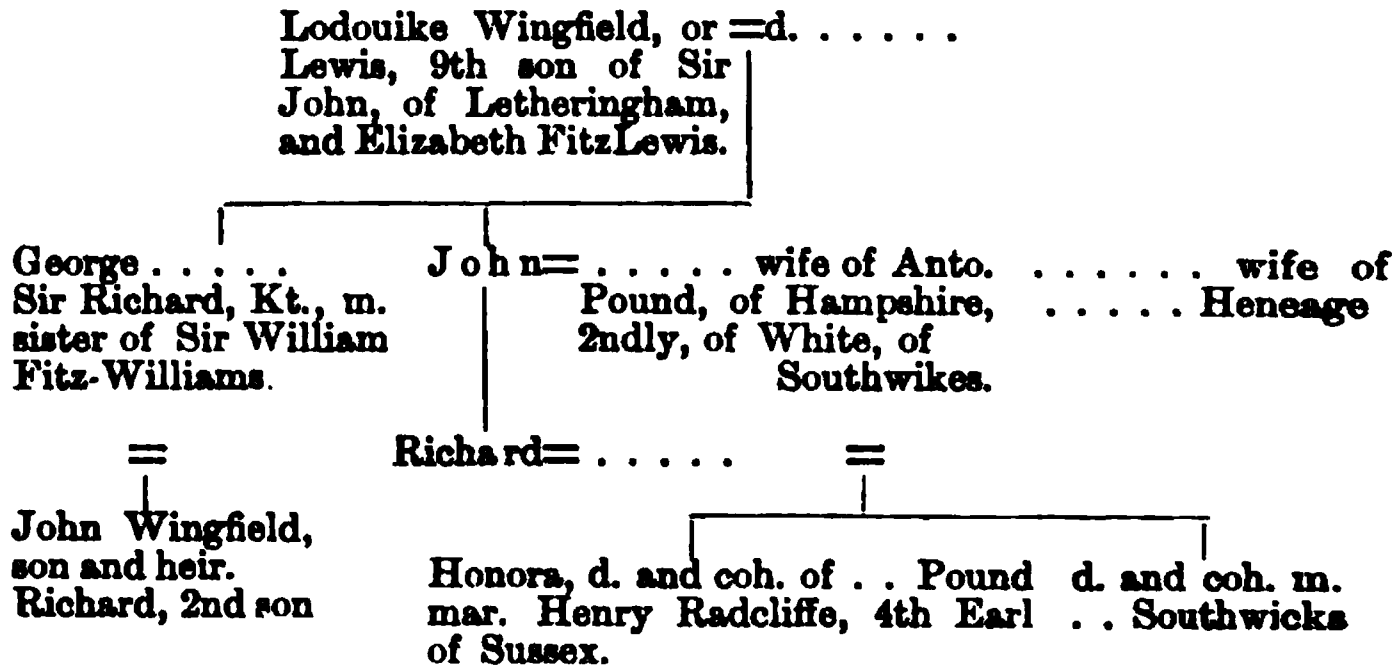 Lodouike Wingfield, or =d. . . . . . .
Lewis, 9th son of Sir
John, of Letheringham,
and Elizabeth FitzLewis.
George . . . . .
Sir Richard, Kt., m.
sister of Sir William
Fitz-Williams.
John= . . . . . wife of Anto.
Pound, of Hampshire,
2ndly, of White, of
Southwikes.
. . . . . . wife of
. . . . . Heneage
=
Richard= . . . . .
=
John Wingfield,
son and heir.
Richard, 2nd son
Honora, d. and coh. of . . Pound
mar. Henry Radcliffe, 4th Earl
of Sussex.
d. and coh. m.
. . Southwicks